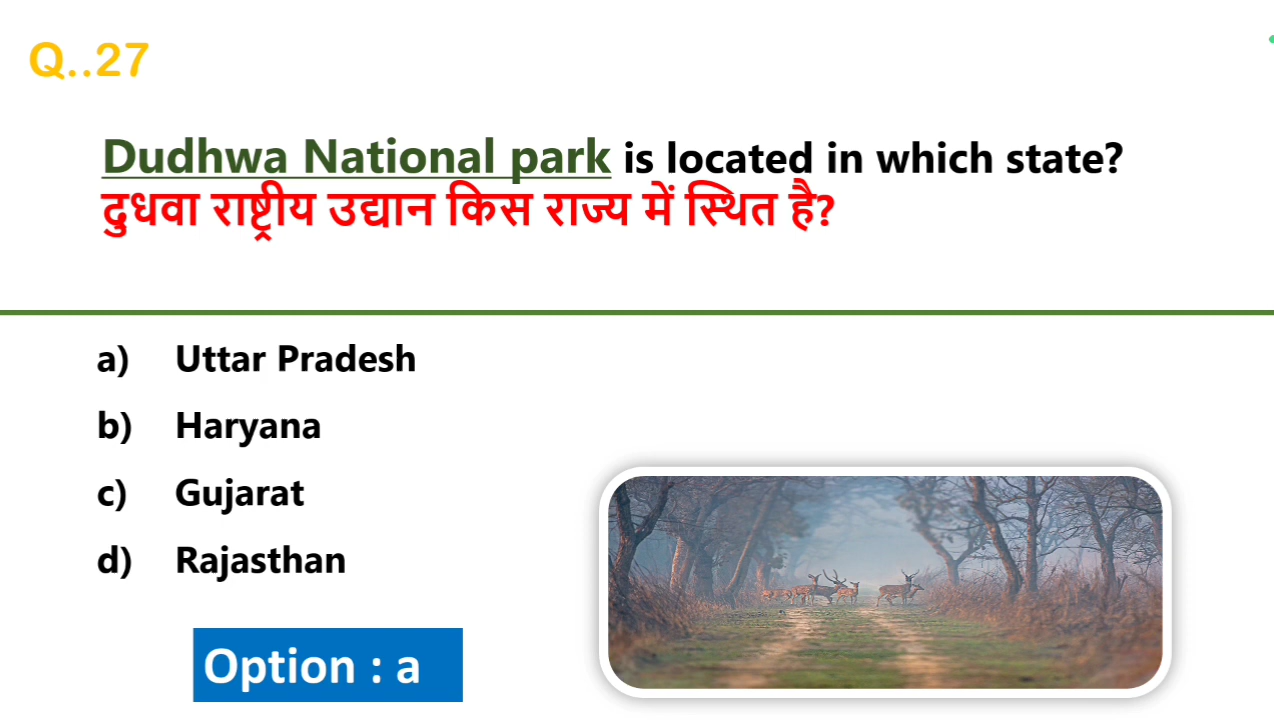 Q..27
Dudhwa National park is located in which state?
दुधवा राष्ट्रीय उद्यान किस राज्य में स्थित है?
a) Uttar Pradesh
b) Haryana
c) Gujarat
d) Rajasthan
Option : a